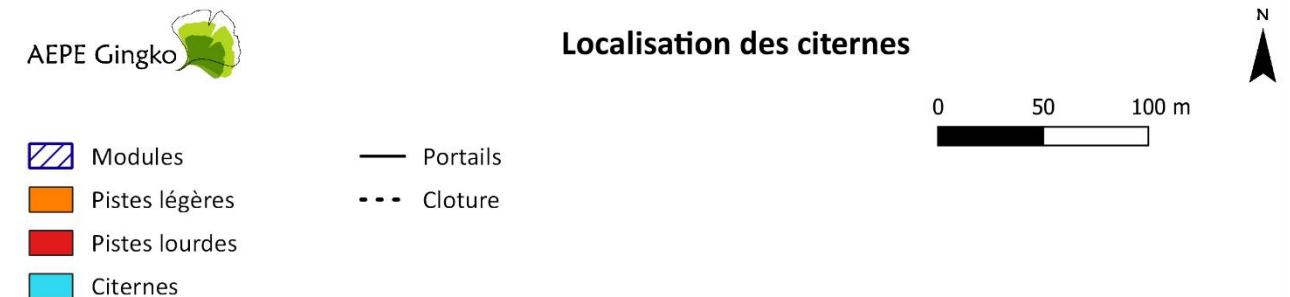 AEPE Gingko
Localisation des citernes
N
0 50 100 m
Modules
Portails
Pistes légères
Cloture
Pistes lourdes
Citernes